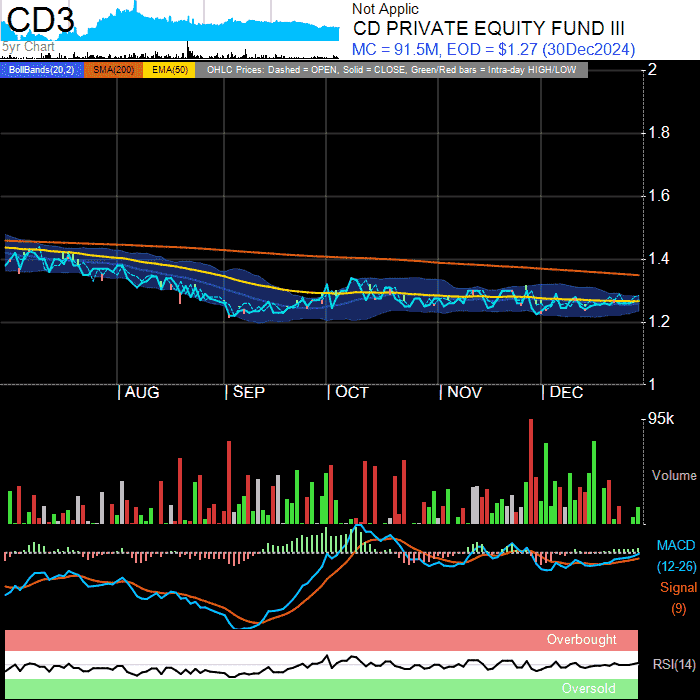 CD3
5yr Chart
Not Applic
CD PRIVATE EQUITY FUND III
MC = 91.5M, EOD = $1.27 (30Dec2024)
BollBands(20,2) SMA(200) EMA(50) OHLC Prices: Dashed = OPEN, Solid = CLOSE, Green/Red bars = Intra-day HIGH/LOW
2
1.8
1.6
1.4
1.2
1
AUG SEP OCT NOV DEC
95k
Volume
MACD
(12-26)
Signal
(9)
Overbought
RSI(14)
Oversold